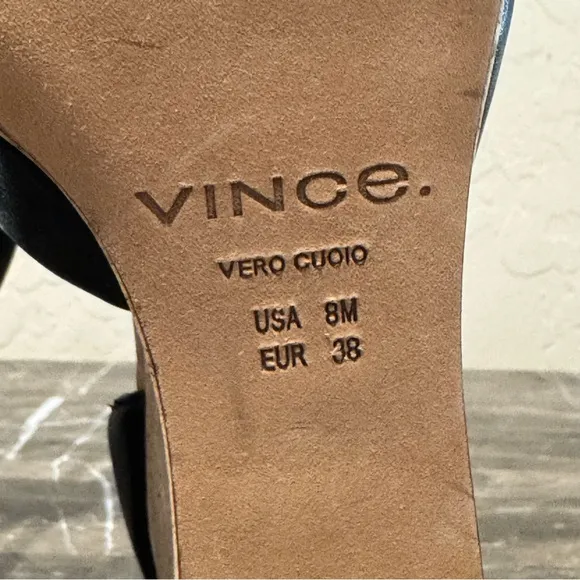 VINCe.
VERO CUOIO
USA 8M
EUR 38